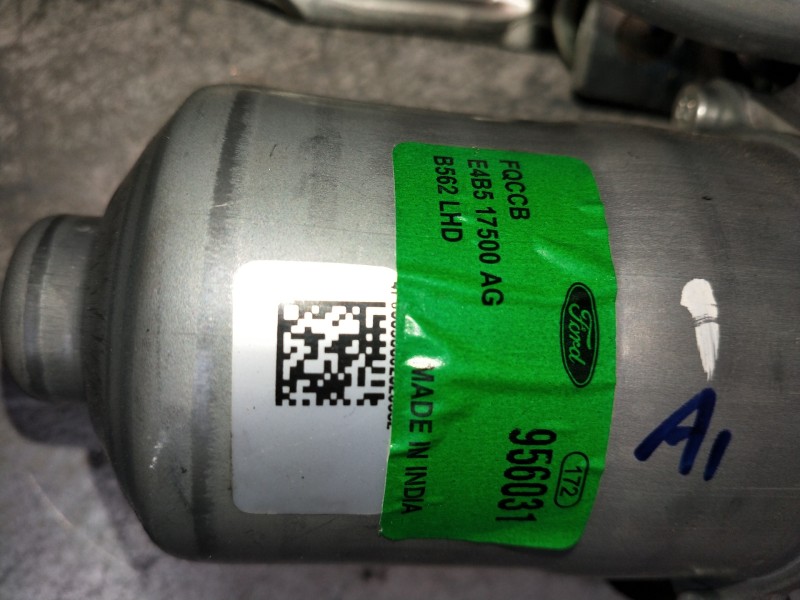 FQCCB
E4B5 17500 AG
B562 LHD
Ford
MADE IN INDIA
956031
172
A1